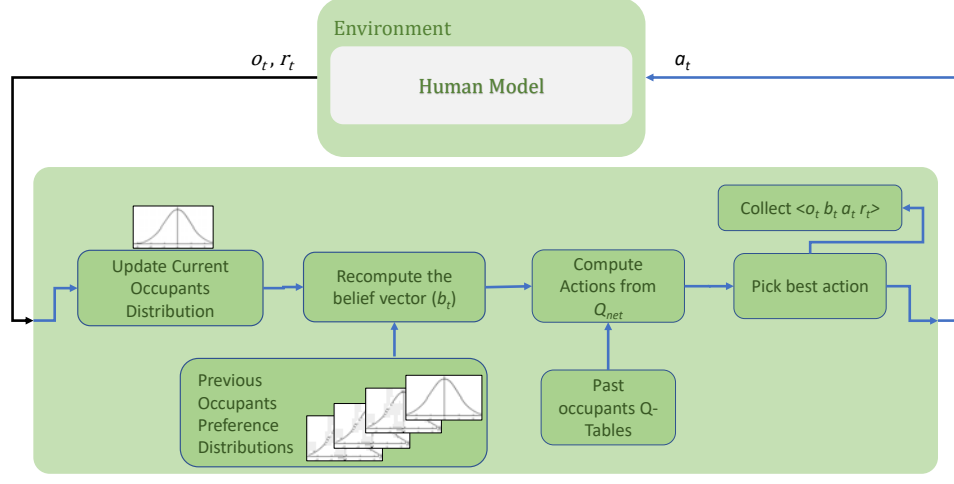 Environment
Human Model
o_t, r_t
a_t
Collect <o_t b_t a_t r_t>
Update Current
Occupants
Distribution
Recompute the
belief vector (b_t)
Compute
Actions from
Q_net
Pick best action
Previous
Occupants
Preference
Distributions
Past
occupants Q-
Tables